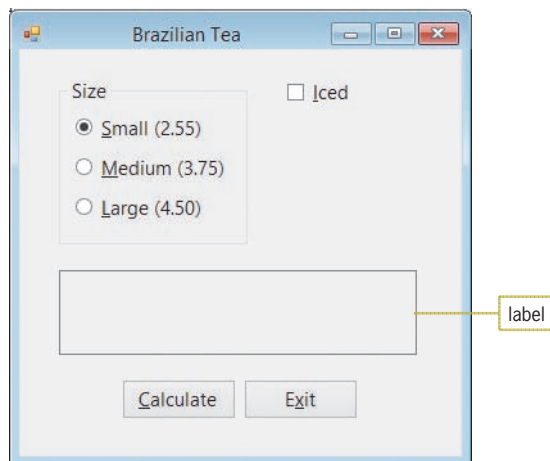 Brazilian Tea
Size
Iced
Small (2.55)
Medium (3.75)
Large (4.50)
label
Calculate
Exit